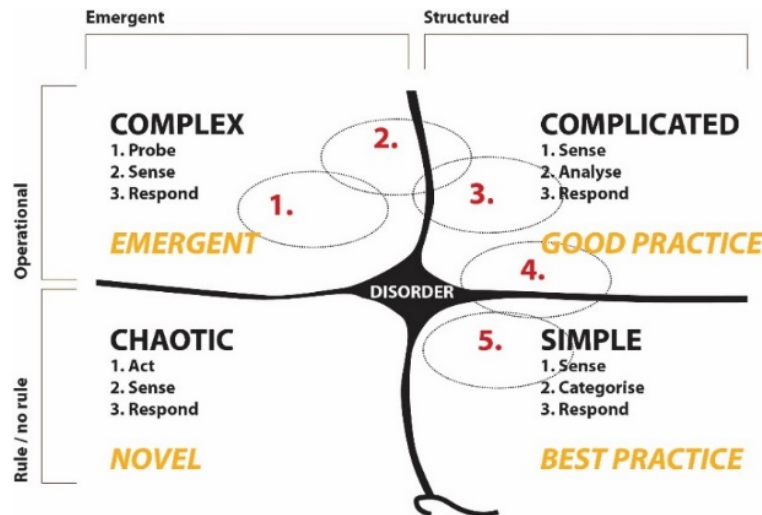 Emergent
Structured
Operational
Rule / no rule
COMPLEX
1. Probe
2. Sense
3. Respond
EMERGENT
1.
2.
COMPLICATED
1. Sense
2. Analyse
3. Respond
GOOD PRACTICE
3.
4.
DISORDER
CHAOTIC
1. Act
2. Sense
3. Respond
NOVEL
5.
SIMPLE
1. Sense
2. Categorise
3. Respond
BEST PRACTICE